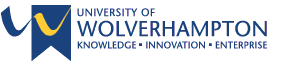 UNIVERSITY OF
WOLVERHAMPTON
KNOWLEDGE ▪ INNOVATION ▪ ENTERPRISE